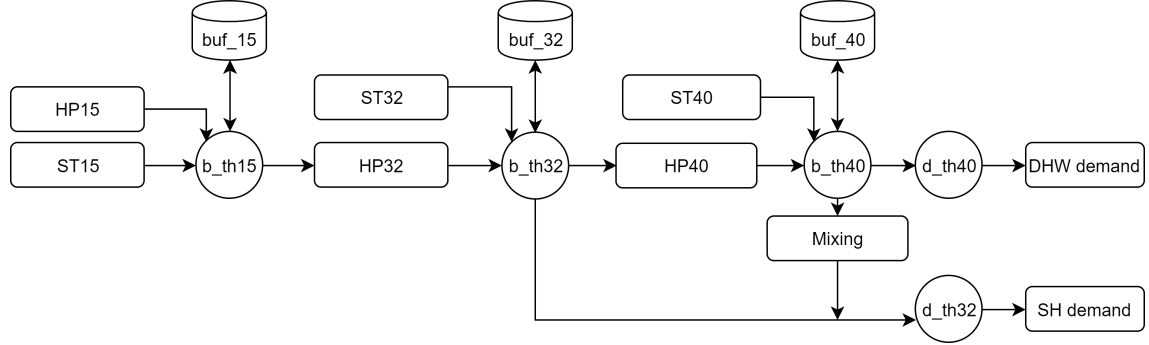 buf_15
buf_32
buf_40
HP15
ST32
ST40
ST15
b_th15
HP32
b_th32
HP40
b_th40
d_th40
DHW demand
Mixing
d_th32
SH demand